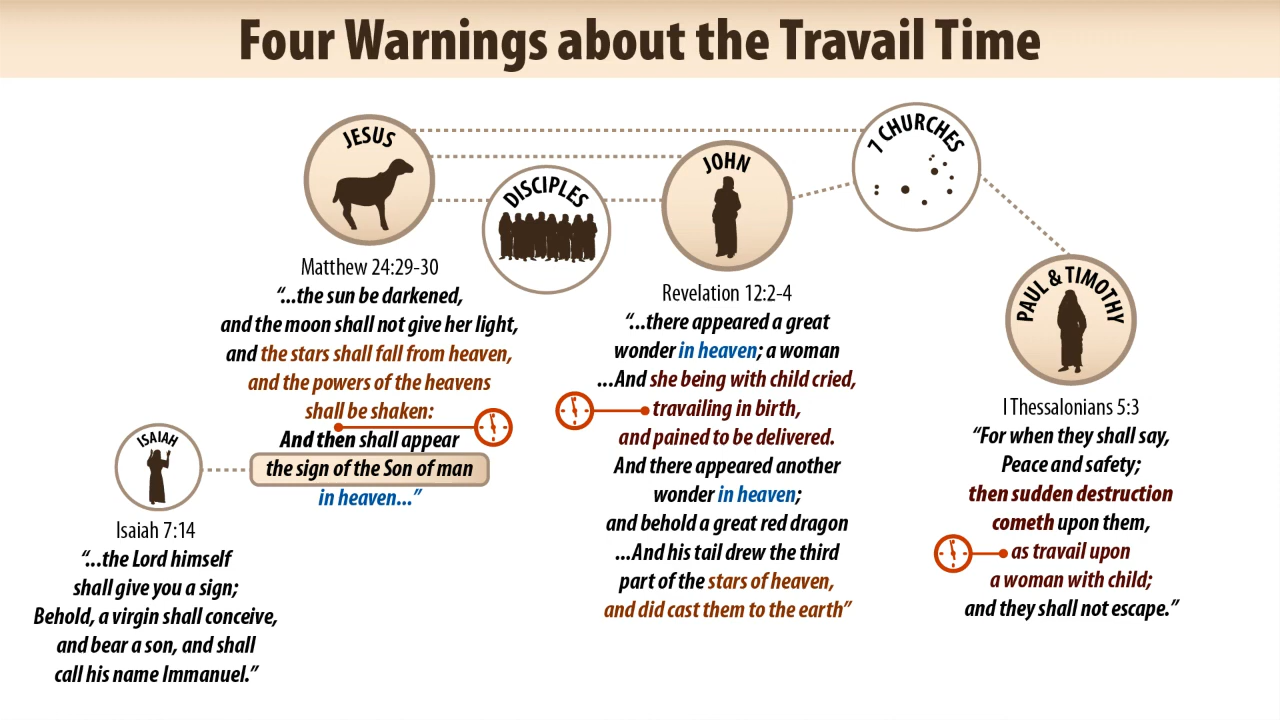 Four Warnings about the Travail Time
JESUS
Matthew 24:29-30
“...the sun be darkened,
and the moon shall not give her light,
and the stars shall fall from heaven,
and the powers of the heavens
shall be shaken:
And then shall appear
the sign of the Son of man
in heaven...”
ISAIAH
Isaiah 7:14
“...the Lord himself
shall give you a sign;
Behold, a virgin shall conceive,
and bear a son, and shall
call his name Immanuel.”
DISCIPLES
JOHN
Revelation 12:2-4
“...there appeared a great
wonder in heaven; a woman
...And she being with child cried,
travailing in birth,
and pained to be delivered.
And there appeared another
wonder in heaven;
and behold a great red dragon
...And his tail drew the third
part of the stars of heaven,
and did cast them to the earth”
7 CHURCHES
PAUL & TIMOTHY
I Thessalonians 5:3
“For when they shall say,
Peace and safety;
then sudden destruction
cometh upon them,
as travail upon
a woman with child;
and they shall not escape.”